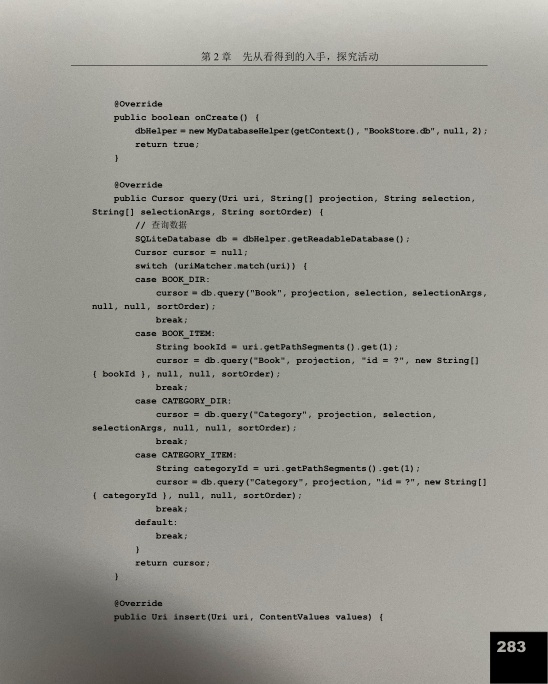 第 2 章 先从看得到的入手，探究活动
@Override
public boolean onCreate() {
dbHelper = new MyDatabaseHelper(getContext(), "BookStore.db", null, 2);
return true;
}
@Override
public Cursor query(Uri uri, String[] projection, String selection,
String[] selectionArgs, String sortOrder) {
// 查询数据
SQLiteDatabase db = dbHelper.getReadableDatabase();
Cursor cursor = null;
switch (uriMatcher.match(uri)) {
case BOOK_DIR:
cursor = db.query("Book", projection, selection, selectionArgs,
null, null, sortOrder);
break;
case BOOK_ITEM:
String bookId = uri.getPathSegments().get(1);
cursor = db.query("Book", projection, "id = ?", new String[]
{ bookId }, null, null, sortOrder);
break;
case CATEGORY_DIR:
cursor = db.query("Category", projection, selection,
selectionArgs, null, null, sortOrder);
break;
case CATEGORY_ITEM:
String categoryId = uri.getPathSegments().get(1);
cursor = db.query("Category", projection, "id = ?", new String[]
{ categoryId }, null, null, sortOrder);
break;
default:
break;
}
return cursor;
}
@Override
public Uri insert(Uri uri, ContentValues values) {
283